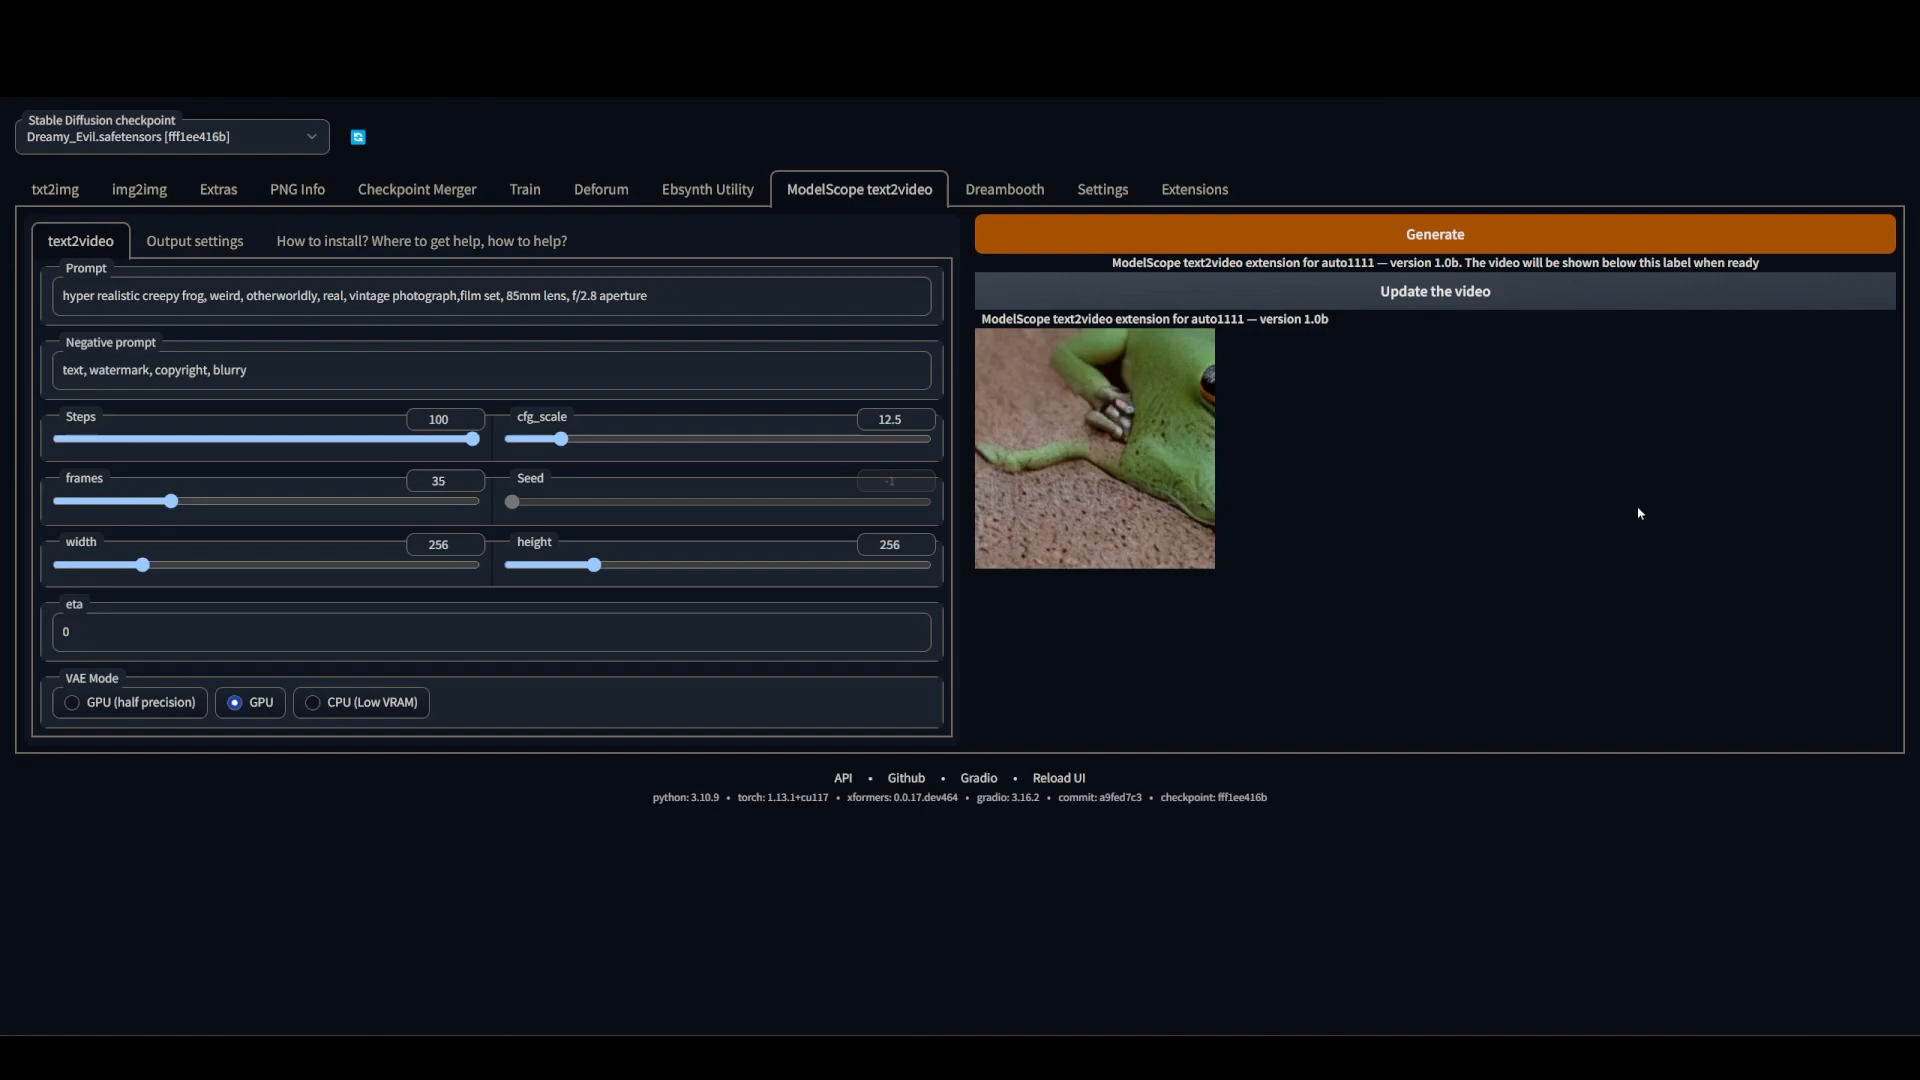 Stable Diffusion checkpoint
Dreamy_Evil.safetensors [fff1ee416b]
txt2img img2img Extras PNG Info Checkpoint Merger Train Deforum Ebsynth Utility ModelScope text2video Dreambooth Settings Extensions
text2video Output settings How to install? Where to get help, how to help?
Prompt
hyper realistic creepy frog, weird, otherworldly, real, vintage photograph,film set, 85mm lens, f/2.8 aperture
Negative prompt
text, watermark, copyright, blurry
Steps 100 cfg_scale 12.5
frames 35 Seed -1
width 256 height 256
eta
0
VAE Mode
GPU (half precision) GPU CPU (Low VRAM)
Generate
ModelScope text2video extension for auto1111 — version 1.0b. The video will be shown below this label when ready
Update the video
ModelScope text2video extension for auto1111 — version 1.0b
API • Github • Gradio • Reload UI
python: 3.10.9 • torch: 1.13.1+cu117 • xformers: 0.0.17.dev464 • gradio: 3.16.2 • commit: a9fed7c3 • checkpoint: fff1ee416b